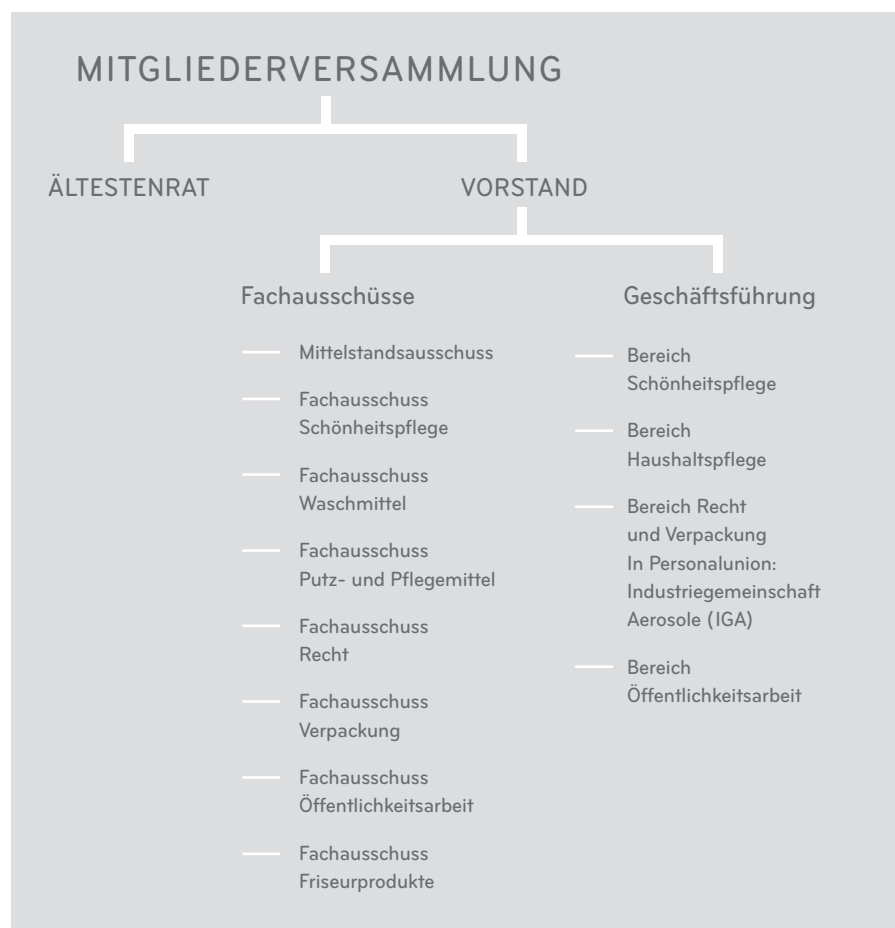 MITGLIEDERVERSAMMLUNG
ÄLTESTENRAT
VORSTAND
Fachausschüsse
Mittelstandsausschuss
Fachausschuss
Schönheitspflege
Fachausschuss
Waschmittel
Fachausschuss
Putz- und Pflegemittel
Fachausschuss
Recht
Fachausschuss
Verpackung
Fachausschuss
Öffentlichkeitsarbeit
Fachausschuss
Friseurprodukte
Geschäftsführung
Bereich
Schönheitspflege
Bereich
Haushaltspflege
Bereich Recht
und Verpackung
In Personalunion:
Industriegemeinschaft
Aerosole (IGA)
Bereich
Öffentlichkeitsarbeit